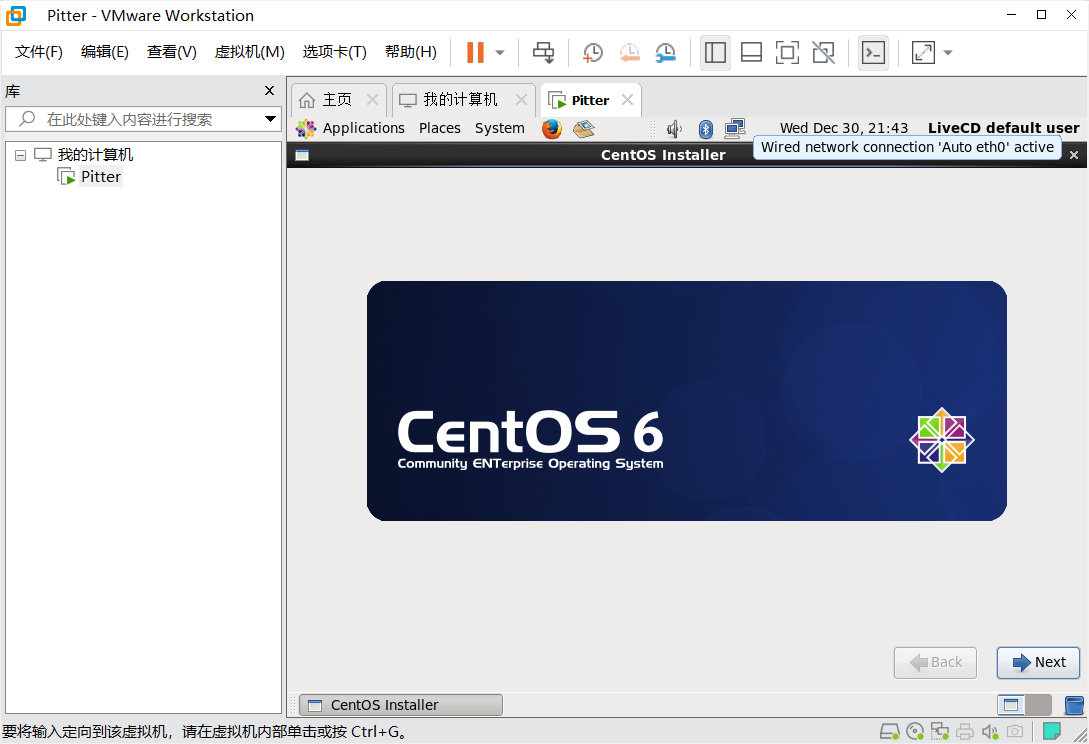 Pitter - VMware Workstation
文件(F) 编辑(E) 查看(V) 虚拟机(M) 选项卡(T) 帮助(H)
库
在此处键入内容进行搜索
我的计算机
Pitter
主页 我的计算机 Pitter
Applications Places System Wed Dec 30, 21:43 LiveCD default user
CentOS Installer
Wired network connection 'Auto eth0' active
CentOS 6
Community ENTerprise Operating System
Back Next
CentOS Installer
要将输入定向到该虚拟机，请在虚拟机内部单击或按 Ctrl+G。